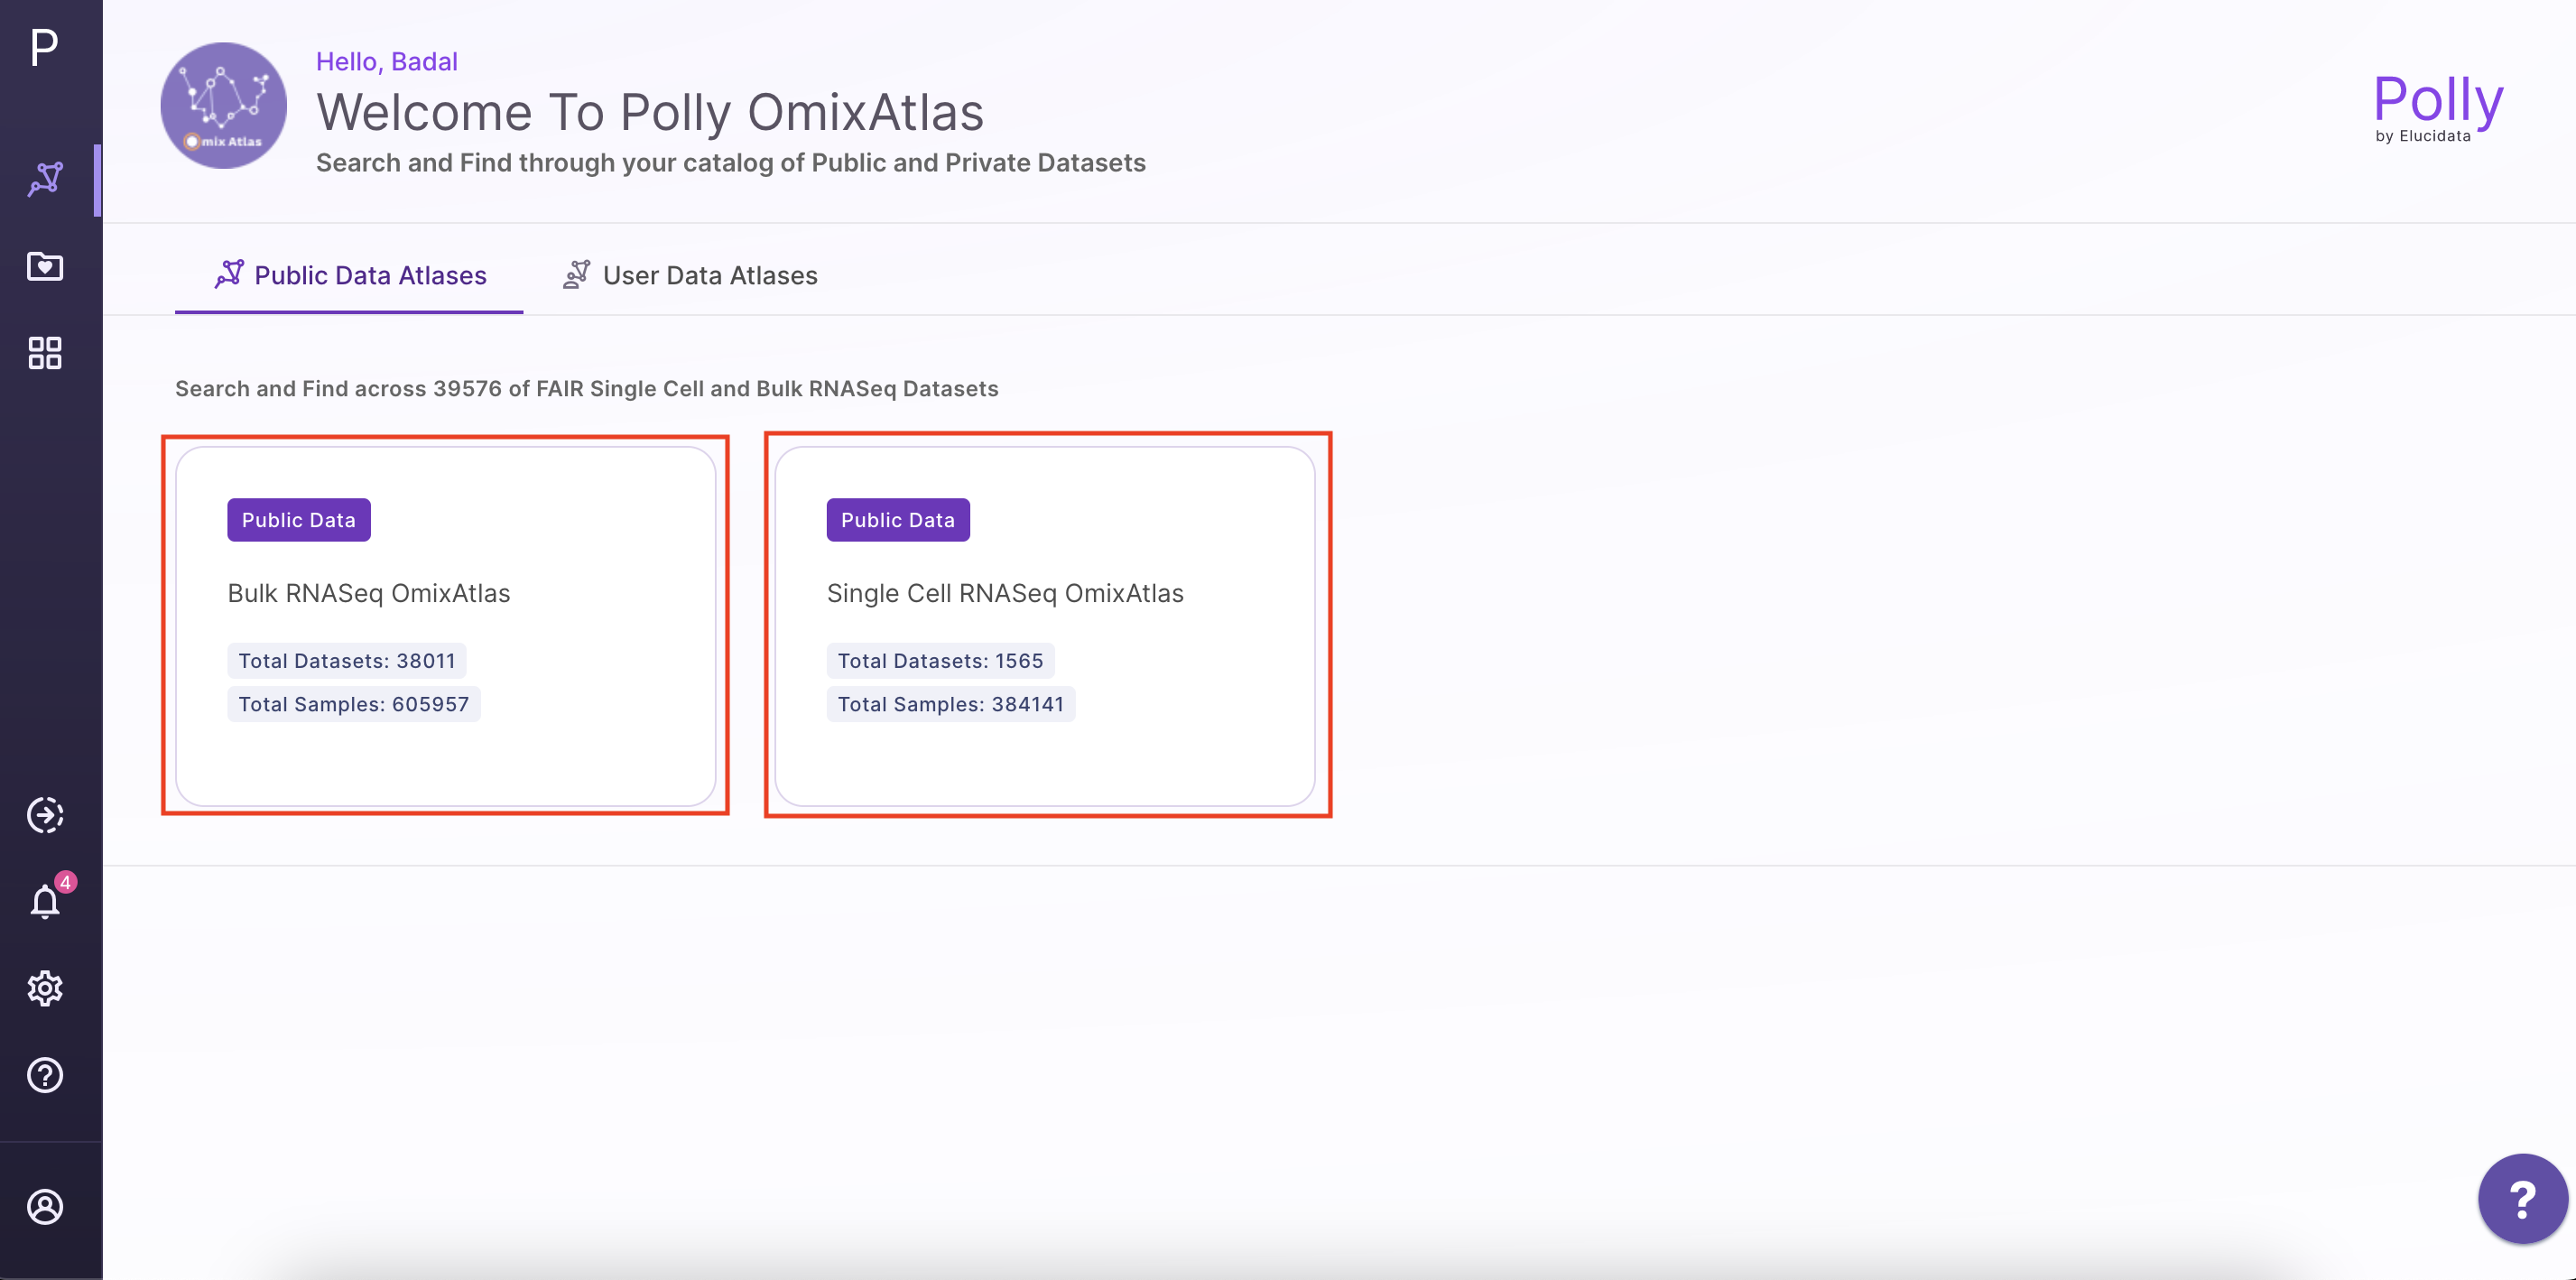 P
Hello, Badal
Welcome To Polly OmixAtlas
Search and Find through your catalog of Public and Private Datasets
mix Atlas
Polly
by Elucidata
Public Data Atlases
User Data Atlases
Search and Find across 39576 of FAIR Single Cell and Bulk RNASeq Datasets
Public Data
Bulk RNASeq OmixAtlas
Total Datasets: 38011
Total Samples: 605957
Public Data
Single Cell RNASeq OmixAtlas
Total Datasets: 1565
Total Samples: 384141
4
?
?